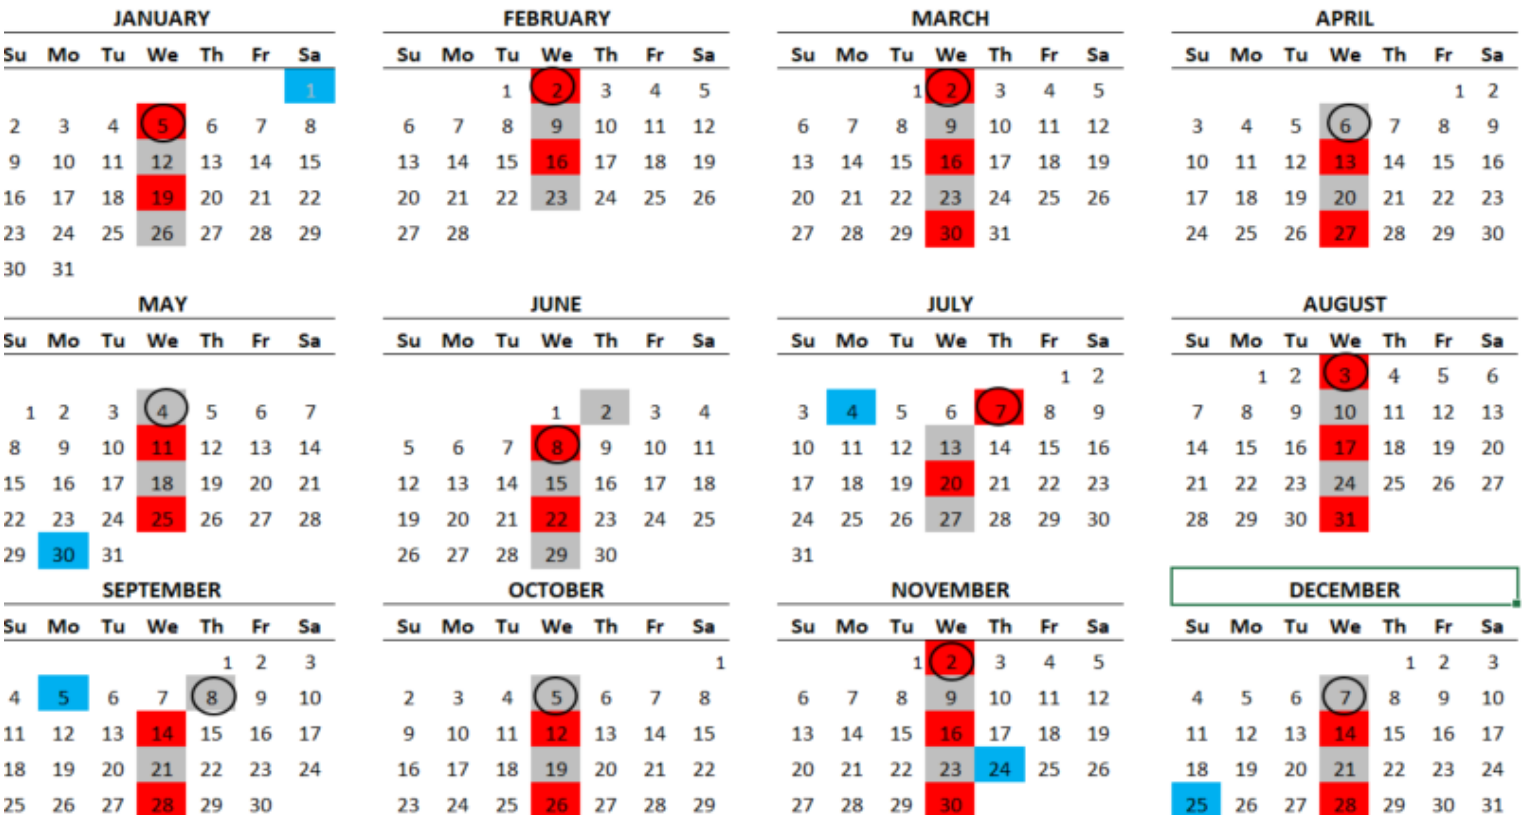 JANUARY FEBRUARY MARCH APRIL
Su Mo Tu We Th Fr Sa Su Mo Tu We Th Fr Sa Su Mo Tu We Th Fr Sa Su Mo Tu We Th Fr Sa
1 1 2 3 4 5 1 2 3 4 5 1 2
2 3 4 5 6 7 8 6 7 8 9 10 11 12 6 7 8 9 10 11 12 3 4 5 6 7 8 9
9 10 11 12 13 14 15 13 14 15 16 17 18 19 13 14 15 16 17 18 19 10 11 12 13 14 15 16
16 17 18 19 20 21 22 20 21 22 23 24 25 26 20 21 22 23 24 25 26 17 18 19 20 21 22 23
23 24 25 26 27 28 29 27 28 27 28 29 30 31 24 25 26 27 28 29 30
30 31
MAY JUNE JULY AUGUST
Su Mo Tu We Th Fr Sa Su Mo Tu We Th Fr Sa Su Mo Tu We Th Fr Sa Su Mo Tu We Th Fr Sa
1 2 1 2 3 4 5 6
1 2 3 4 5 6 7 1 2 3 4 3 4 5 6 7 8 9 7 8 9 10 11 12 13
8 9 10 11 12 13 14 5 6 7 8 9 10 11 10 11 12 13 14 15 16 14 15 16 17 18 19 20
15 16 17 18 19 20 21 12 13 14 15 16 17 18 17 18 19 20 21 22 23 21 22 23 24 25 26 27
22 23 24 25 26 27 28 19 20 21 22 23 24 25 24 25 26 27 28 29 30 28 29 30 31
29 30 31 26 27 28 29 30 31
SEPTEMBER OCTOBER NOVEMBER DECEMBER
Su Mo Tu We Th Fr Sa Su Mo Tu We Th Fr Sa Su Mo Tu We Th Fr Sa Su Mo Tu We Th Fr Sa
1 2 3 1 1 2 3 4 5 1 2 3
4 5 6 7 8 9 10 2 3 4 5 6 7 8 6 7 8 9 10 11 12 4 5 6 7 8 9 10
11 12 13 14 15 16 17 9 10 11 12 13 14 15 13 14 15 16 17 18 19 11 12 13 14 15 16 17
18 19 20 21 22 23 24 16 17 18 19 20 21 22 20 21 22 23 24 25 26 18 19 20 21 22 23 24
25 26 27 28 29 30 23 24 25 26 27 28 29 27 28 29 30 25 26 27 28 29 30 31